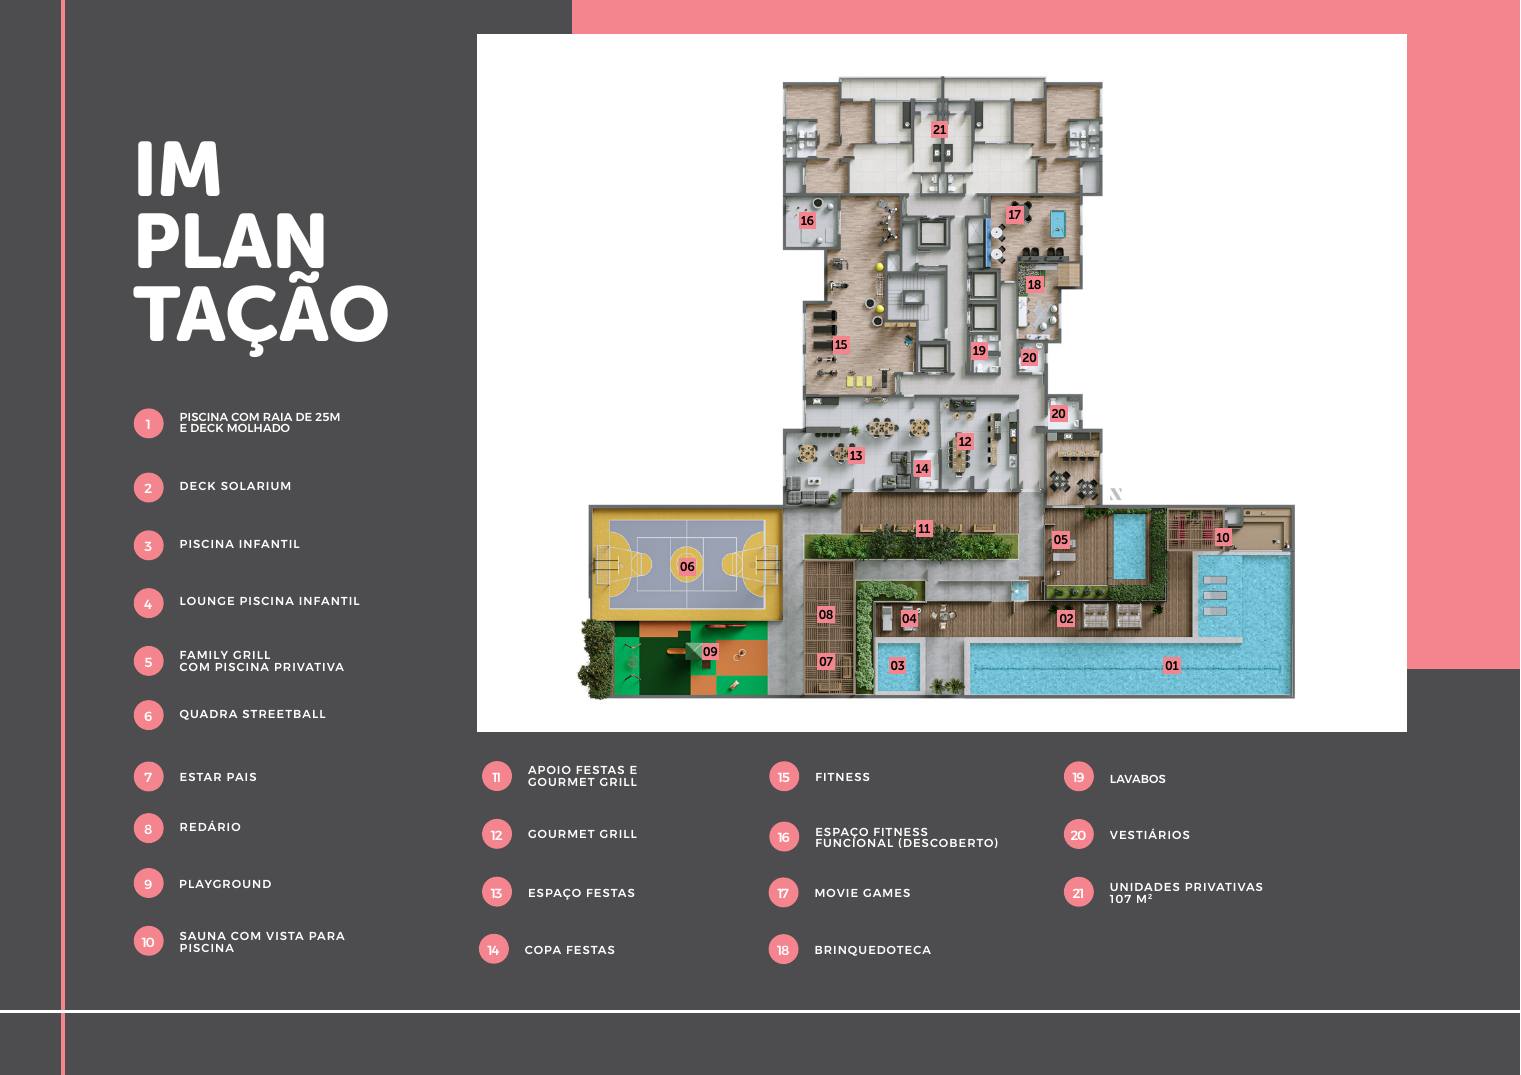 IM
PLAN
TAÇÃO
1 PISCINA COM RAIA DE 25M
E DECK MOLHADO
2 DECK SOLARIUM
3 PISCINA INFANTIL
4 LOUNGE PISCINA INFANTIL
5 FAMILY GRILL
COM PISCINA PRIVATIVA
6 QUADRA STREETBALL
7 ESTAR PAIS
8 REDÁRIO
9 PLAYGROUND
10 SAUNA COM VISTA PARA
PISCINA
21
16
17
18
15
19
20
20
12
13
14
11
05
10
06
08
04
02
09
07
03
01
11 APOIO FESTAS E
GOURMET GRILL
12 GOURMET GRILL
13 ESPAÇO FESTAS
14 COPA FESTAS
15 FITNESS
16 ESPAÇO FITNESS
FUNCIONAL (DESCOBERTO)
17 MOVIE GAMES
18 BRINQUEDOTECA
19 LAVABOS
20 VESTIÁRIOS
21 UNIDADES PRIVATIVAS
107 M²